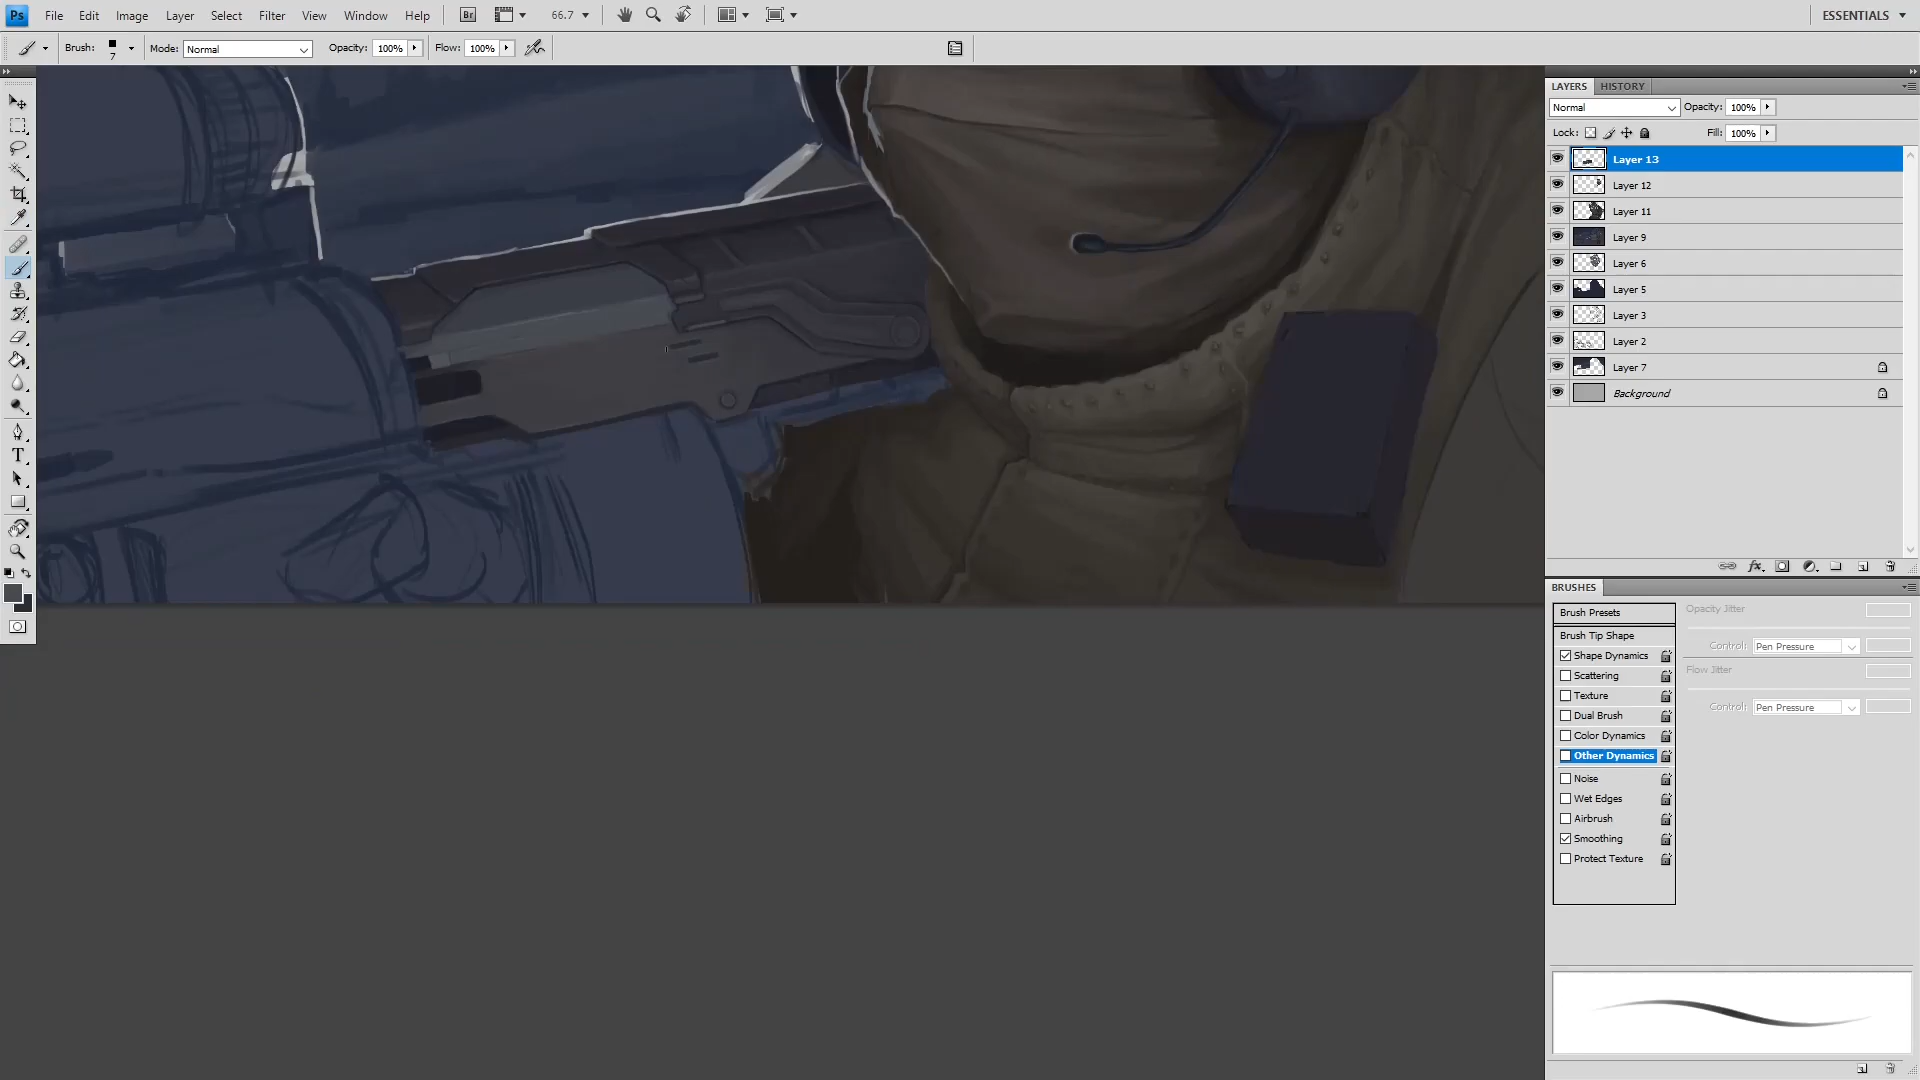 Ps File Edit Image Layer Select Filter View Window Help Br 66.7 ESSENTIALS
Brush: 7 Mode: Normal Opacity: 100% Flow: 100%
LAYERS HISTORY
Normal Opacity: 100%
Lock: Fill: 100%
Layer 13
Layer 12
Layer 11
Layer 9
Layer 6
Layer 5
Layer 3
Layer 2
Layer 7
Background
T
fx
BRUSHES
Brush Presets
Opacity Jitter
Brush Tip Shape
Control: Pen Pressure
Shape Dynamics
Flow Jitter
Scattering
Texture
Control: Pen Pressure
Dual Brush
Color Dynamics
Other Dynamics
Noise
Wet Edges
Airbrush
Smoothing
Protect Texture